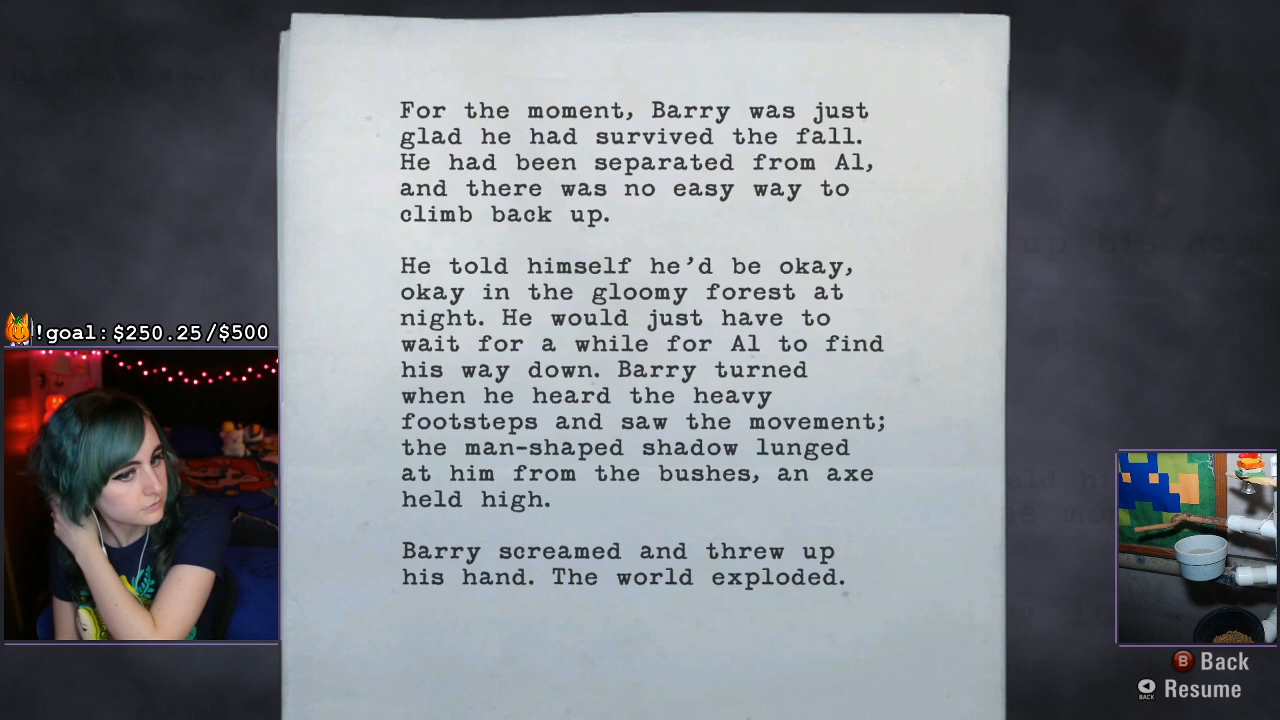 For the moment, Barry was just
glad he had survived the fall.
He had been separated from Al,
and there was no easy way to
climb back up.
He told himself he’d be okay,
okay in the gloomy forest at
night. He would just have to
wait for a while for Al to find
his way down. Barry turned
when he heard the heavy
footsteps and saw the movement;
the man-shaped shadow lunged
at him from the bushes, an axe
held high.
Barry screamed and threw up
his hand. The world exploded.
!goal: $250.25/$500
B Back
BACK Resume